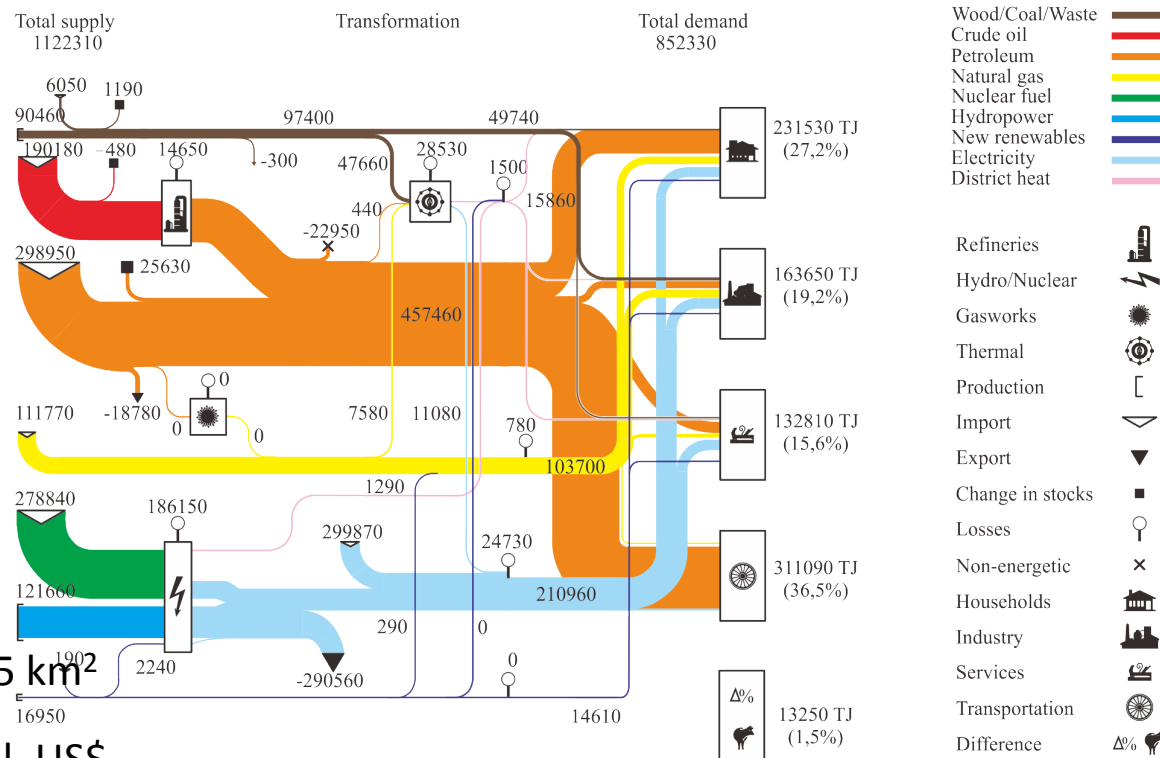 Total supply
1122310
Transformation
Total demand
852330
Wood/Coal/Waste
Crude oil
Petroleum
Natural gas
Nuclear fuel
Hydropower
New renewables
Electricity
District heat
6050
1190
90460
97400
49740
190180
-480
14650
-300
47660
28530
1500
15860
440
-22950
298950
25630
457460
-18780
0
0
0
111770
7580
11080
780
103700
1290
278840
186150
299870
24730
121660
210960
290
0
190
2240
-290560
0
16950
14610
231530 TJ
(27,2%)
163650 TJ
(19,2%)
132810 TJ
(15,6%)
311090 TJ
(36,5%)
Δ%
13250 TJ
(1,5%)
Refineries
Hydro/Nuclear
Gasworks
Thermal
Production
Import
Export
Change in stocks
Losses
Non-energetic
Households
Industry
Services
Transportation
Difference
Δ%
5 km²
US$